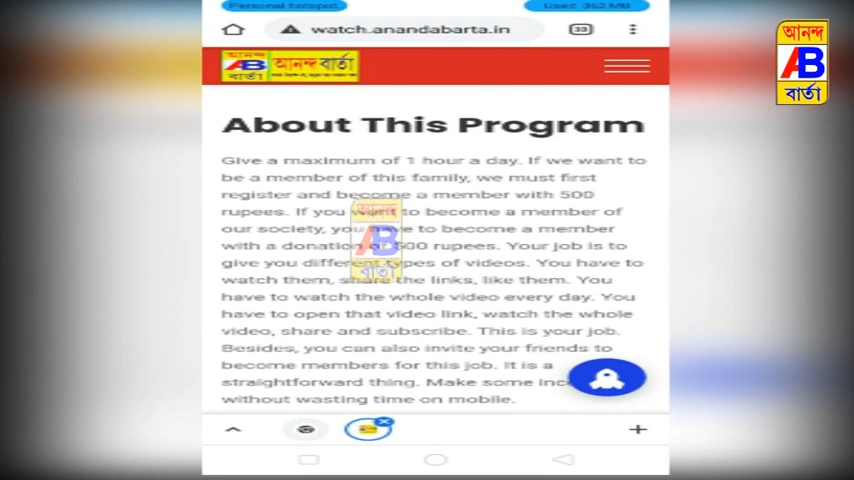 Personal hotspot..
Used 362 MB
watch.anandabarta.in
33
আনন্দ
AB
বার্তা
আনন্দ বার্তা
আনন্দ
AB
বার্তা
About This Program
Give a maximum of 1 hour a day. If we want to
be a member of this family, we must first
register and become a member with 500
rupees. If you want to become a member of
our society, you have to become a member
with a donation of 500 rupees. Your job is to
give you different types of videos. You have to
watch them, share the links, like them. You
have to watch the whole video every day. You
have to open that video link, watch the whole
video, share and subscribe. This is your job.
Besides, you can also invite your friends to
become members for this job. It is a
straightforward thing. Make some inc
without wasting time on mobile.
আনন্দ
AB
বার্তা